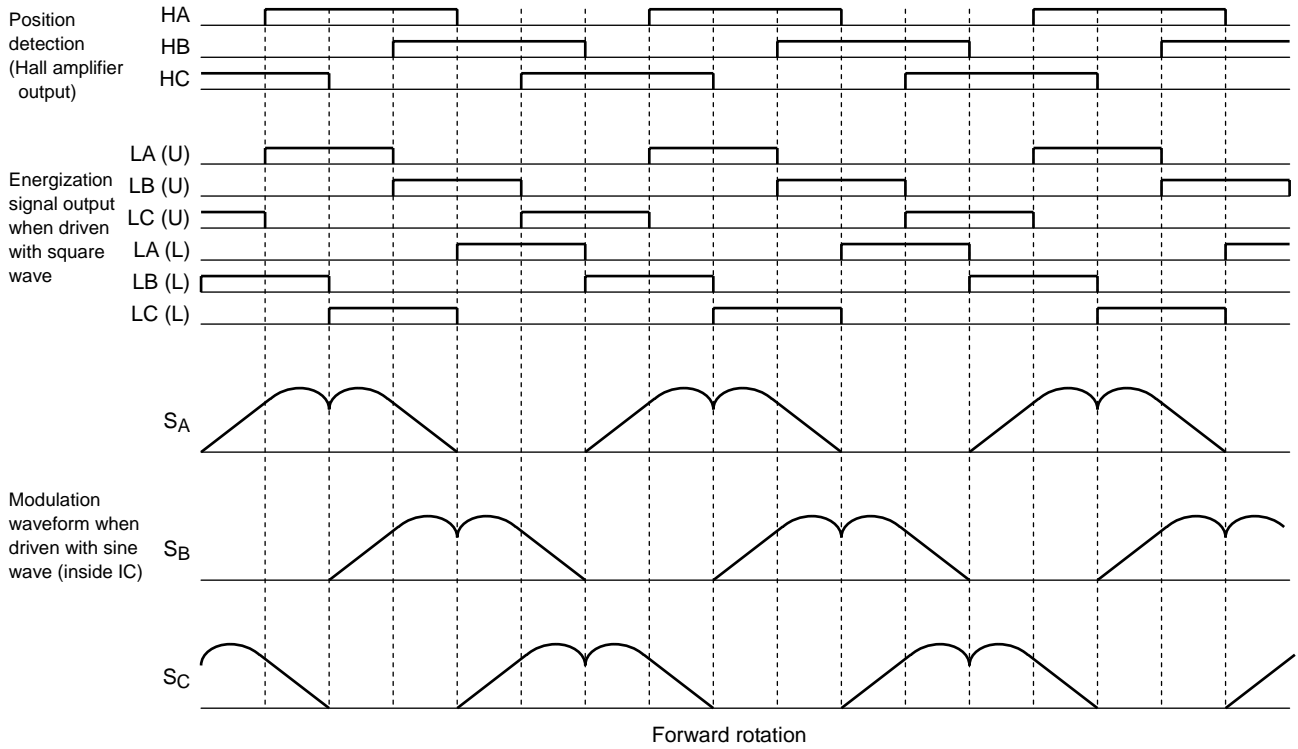 Position
detection
(Hall amplifier
output)
HA
HB
HC
Energization
signal output
when driven
with square
wave
LA (U)
LB (U)
LC (U)
LA (L)
LB (L)
LC (L)
Modulation
waveform when
driven with sine
wave (inside IC)
SA
SB
SC
Forward rotation